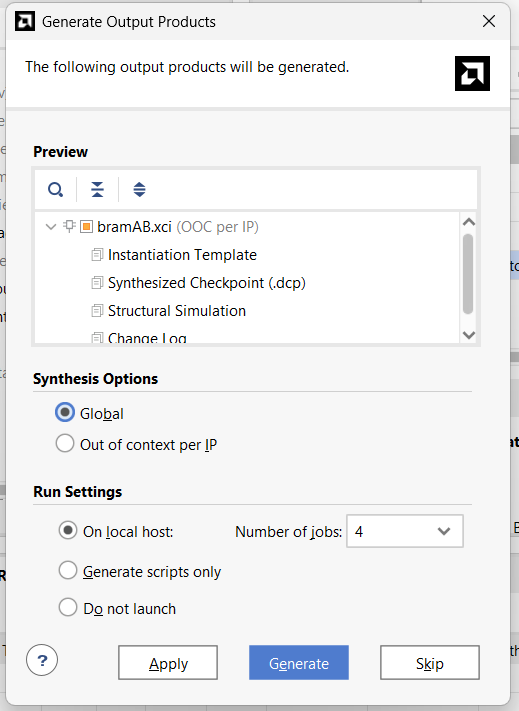 Generate Output Products
The following output products will be generated.
Preview
bramAB.xci (OOC per IP)
Instantiation Template
Synthesized Checkpoint (.dcp)
Structural Simulation
Change Log
Synthesis Options
Global
Out of context per IP
Run Settings
On local host: Number of jobs: 4
Generate scripts only
Do not launch
? Apply Generate Skip